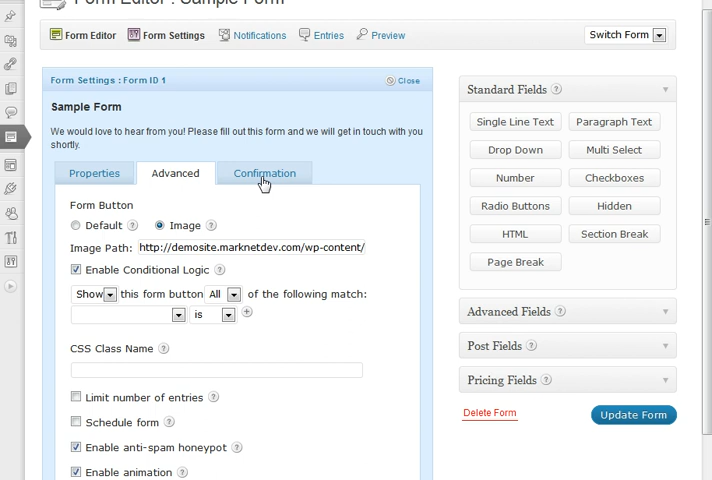 Form Editor : Sample Form
Form Editor Form Settings Notifications Entries Preview Switch Form
Form Settings : Form ID 1 Close
Sample Form
We would love to hear from you! Please fill out this form and we will get in touch with you
shortly.
Properties Advanced Confirmation
Form Button
Default ? Image ?
Image Path: http://demosite.marknetdev.com/wp-content/
Enable Conditional Logic ?
Show this form button All of the following match:
is
CSS Class Name ?
Limit number of entries ?
Schedule form ?
Enable anti-spam honeypot ?
Enable animation ?
Standard Fields ?
Single Line Text Paragraph Text
Drop Down Multi Select
Number Checkboxes
Radio Buttons Hidden
HTML Section Break
Page Break
Advanced Fields ?
Post Fields ?
Pricing Fields ?
Delete Form Update Form